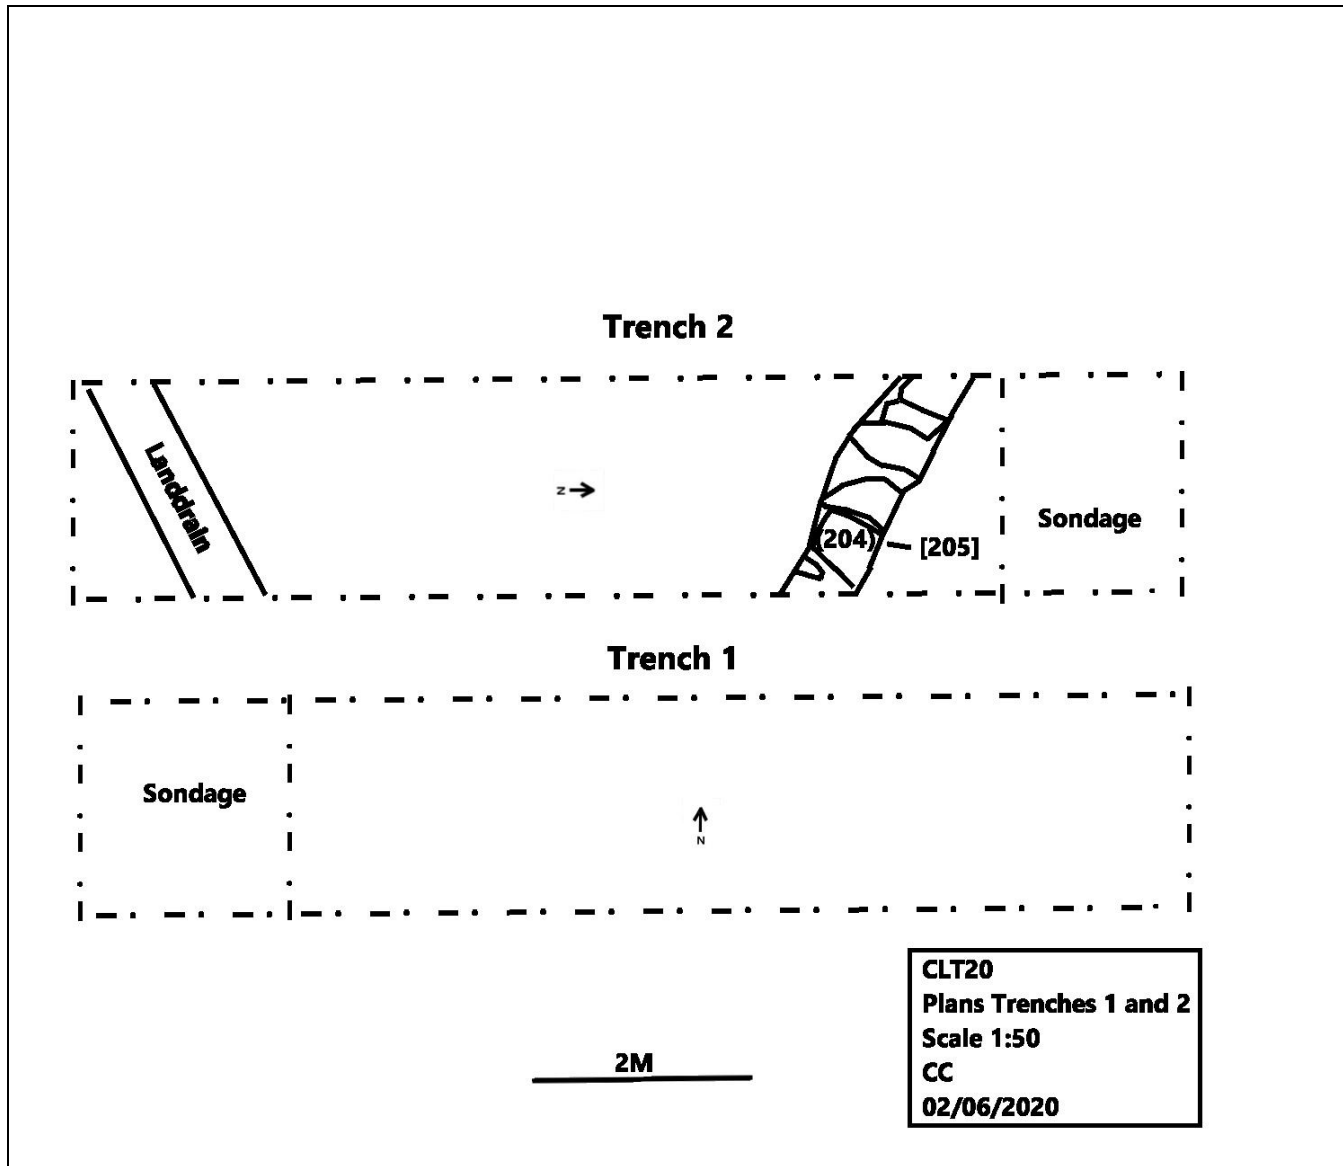 Trench 2
Landdrain
N
(204)
[205]
Sondage
Trench 1
Sondage
N
2M
CLT20
Plans Trenches 1 and 2
Scale 1:50
CC
02/06/2020